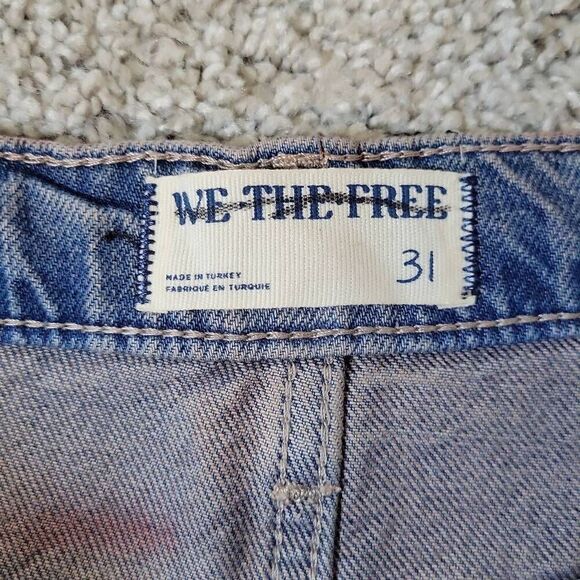 WE THE FREE
31
MADE IN TURKEY
FABRIQUÉ EN TURQUIE